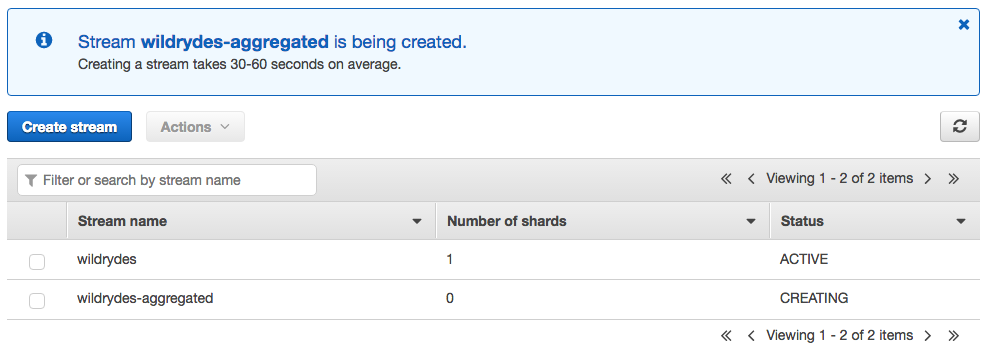 Stream wildrydes-aggregated is being created.
Creating a stream takes 30-60 seconds on average.
Create stream Actions
Filter or search by stream name Viewing 1 - 2 of 2 items
Stream name Number of shards Status
wildrydes 1 ACTIVE
wildrydes-aggregated 0 CREATING
Viewing 1 - 2 of 2 items